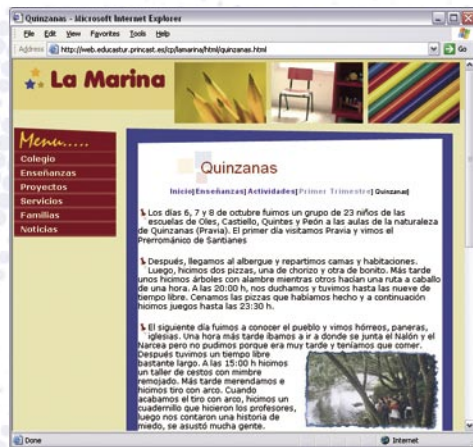 Quinzanas - Microsoft Internet Explorer
File Edit View Favorites Tools Help
Address http://web.educastur.princast.es/cp/lamarina/html/quinzanas.html Go
La Marina
Menu.....
Colegio
Enseñanzas
Proyectos
Servicios
Familias
Noticias
Quinzanas
Inicio|Enseñanzas|Actividades|Primer Trimestre| Quinzanas|
Los días 6, 7 y 8 de octubre fuimos un grupo de 23 niños de las
escuelas de Oles, Castiello, Quintes y Peón a las aulas de la naturaleza
de Quinzanas (Pravia). El primer día visitamos Pravia y vimos el
Prerrománico de Santianes
Después, llegamos al albergue y repartimos camas y habitaciones.
Luego, hicimos dos pizzas, una de chorizo y otra de bonito. Más tarde
unos hicimos árboles con alambre mientras otros hacían una ruta a caballo
de una hora. A las 20:00 h, nos duchamos y tuvimos hasta las nueve de
tiempo libre. Cenamos las pizzas que habíamos hecho y a continuación
hicimos juegos hasta las 23:30 h.
El siguiente día fuimos a conocer el pueblo y vimos hórreos, paneras,
iglesias. Una hora más tarde íbamos a ir a donde se junta el Nalón y el
Narcea pero no pudimos porque era muy tarde y teníamos que comer.
Después tuvimos un tiempo libre
bastante largo. A las 15:00 h hicimos
un taller de cestos con mimbre
remojado. Más tarde merendamos e
hicimos tiro con arco. Cuando
acabamos el tiro con arco, hicimos un
cuadernillo que hicieron los profesores,
luego nos contaron una historia de
miedo, se asustó mucha gente.
Done Internet